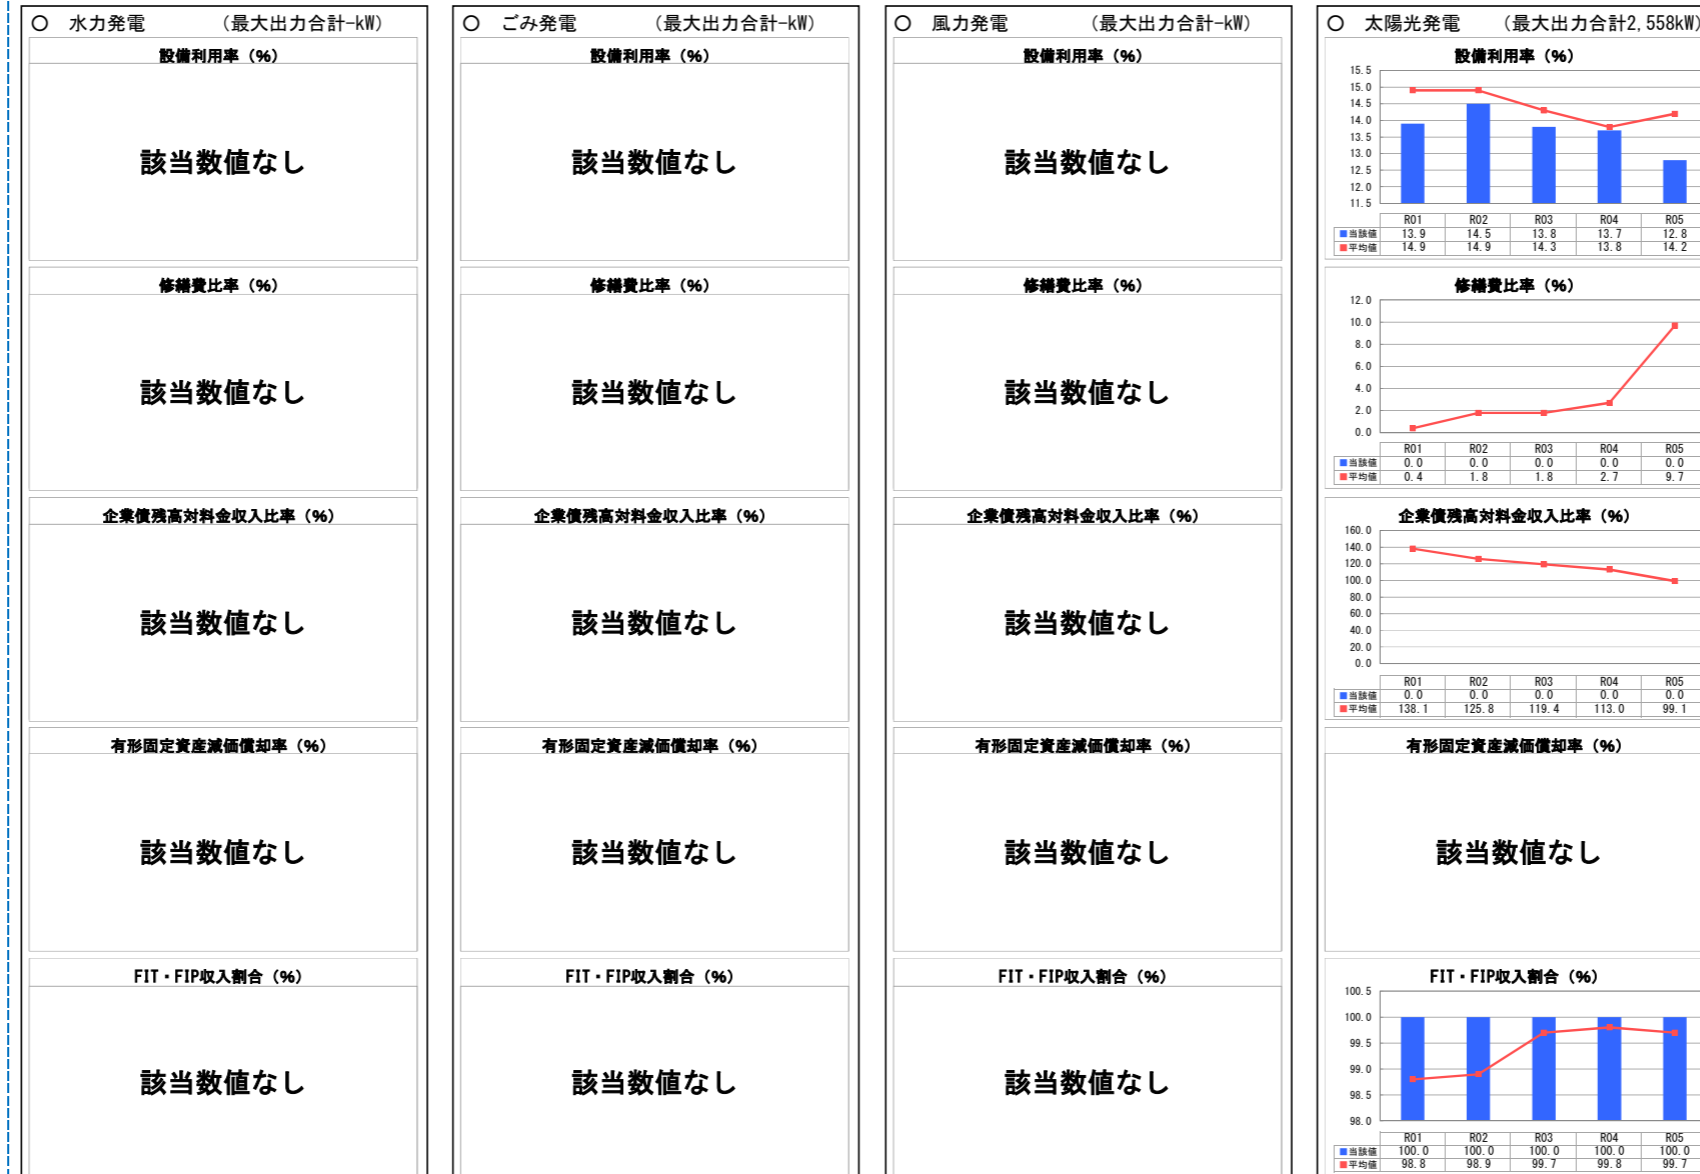 ○ 水力発電 (最大出力合計-kW)
設備利用率(%)
該当数値なし
修繕費比率(%)
該当数値なし
企業債残高対料金収入比率(%)
該当数値なし
有形固定資産減価償却率(%)
該当数値なし
FIT・FIP収入割合(%)
該当数値なし
○ ごみ発電 (最大出力合計-kW)
設備利用率(%)
該当数値なし
修繕費比率(%)
該当数値なし
企業債残高対料金収入比率(%)
該当数値なし
有形固定資産減価償却率(%)
該当数値なし
FIT・FIP収入割合(%)
該当数値なし
○ 風力発電 (最大出力合計-kW)
設備利用率(%)
該当数値なし
修繕費比率(%)
該当数値なし
企業債残高対料金収入比率(%)
該当数値なし
有形固定資産減価償却率(%)
該当数値なし
FIT・FIP収入割合(%)
該当数値なし
○ 太陽光発電 (最大出力合計2,558kW)
設備利用率(%)
15.5
15.0
14.5
14.0
13.5
13.0
12.5
12.0
11.5
R01 R02 R03 R04 R05
■当該値 13.9 14.5 13.8 13.7 12.8
■平均値 14.9 14.9 14.3 13.8 14.2
修繕費比率(%)
12.0
10.0
8.0
6.0
4.0
2.0
0.0
R01 R02 R03 R04 R05
■当該値 0.0 0.0 0.0 0.0 0.0
■平均値 0.4 1.8 1.8 2.7 9.7
企業債残高対料金収入比率(%)
160.0
140.0
120.0
100.0
80.0
60.0
40.0
20.0
0.0
R01 R02 R03 R04 R05
■当該値 0.0 0.0 0.0 0.0 0.0
■平均値 138.1 125.8 119.4 113.0 99.1
有形固定資産減価償却率(%)
該当数値なし
FIT・FIP収入割合(%)
100.5
100.0
99.5
99.0
98.5
98.0
R01 R02 R03 R04 R05
■当該値 100.0 100.0 100.0 100.0 100.0
■平均値 98.8 98.9 99.7 99.8 99.7